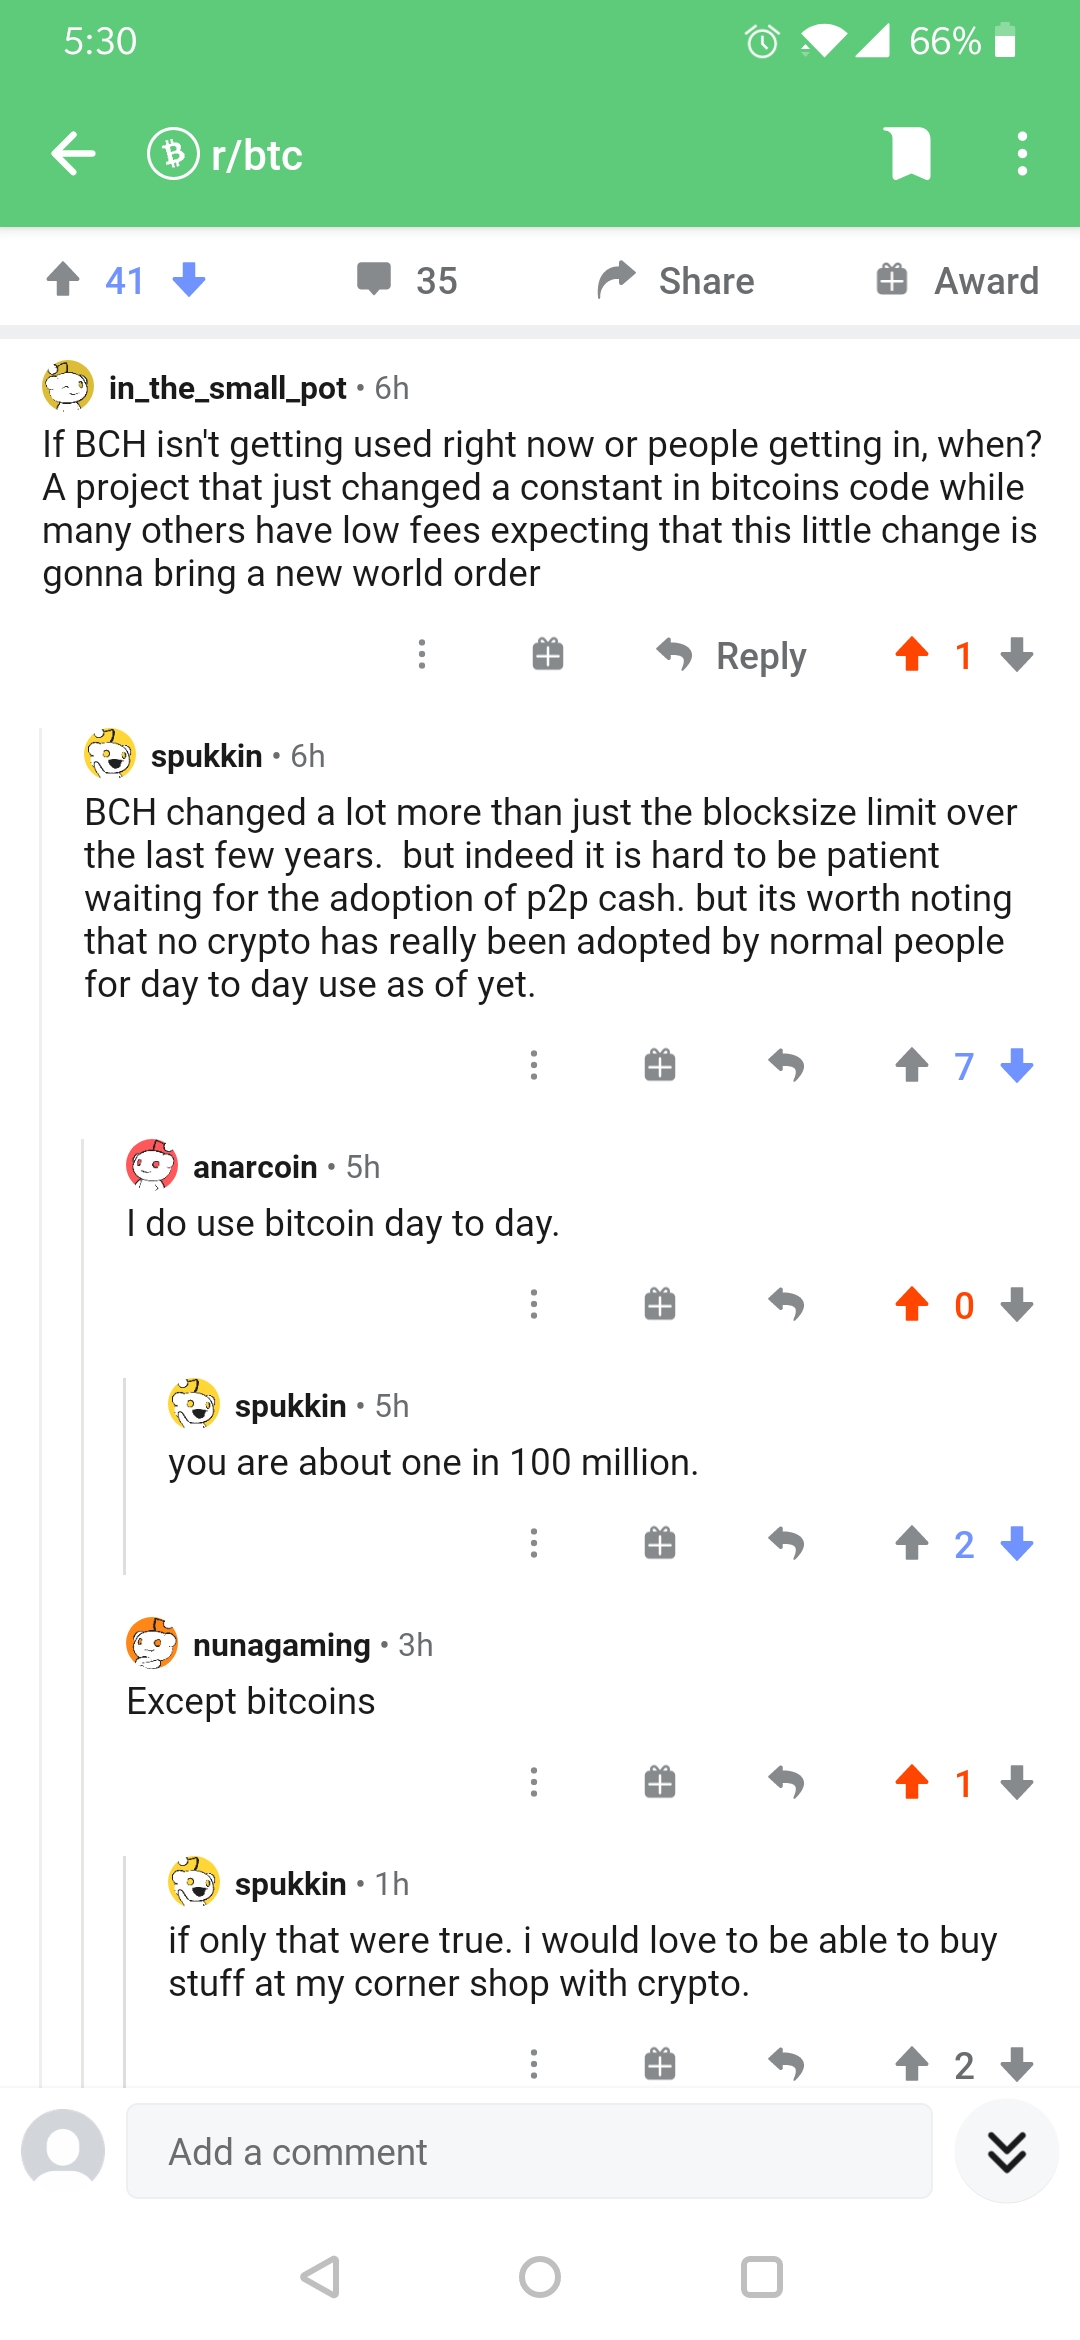 5:30
66%
r/btc
41
35
Share
Award
in_the_small_pot • 6h
If BCH isn't getting used right now or people getting in, when?
A project that just changed a constant in bitcoins code while
many others have low fees expecting that this little change is
gonna bring a new world order
Reply
1
spukkin • 6h
BCH changed a lot more than just the blocksize limit over
the last few years.  but indeed it is hard to be patient
waiting for the adoption of p2p cash. but its worth noting
that no crypto has really been adopted by normal people
for day to day use as of yet.
7
anarcoin • 5h
I do use bitcoin day to day.
0
spukkin • 5h
you are about one in 100 million.
2
nunagaming • 3h
Except bitcoins
1
spukkin • 1h
if only that were true. i would love to be able to buy
stuff at my corner shop with crypto.
2
Add a comment